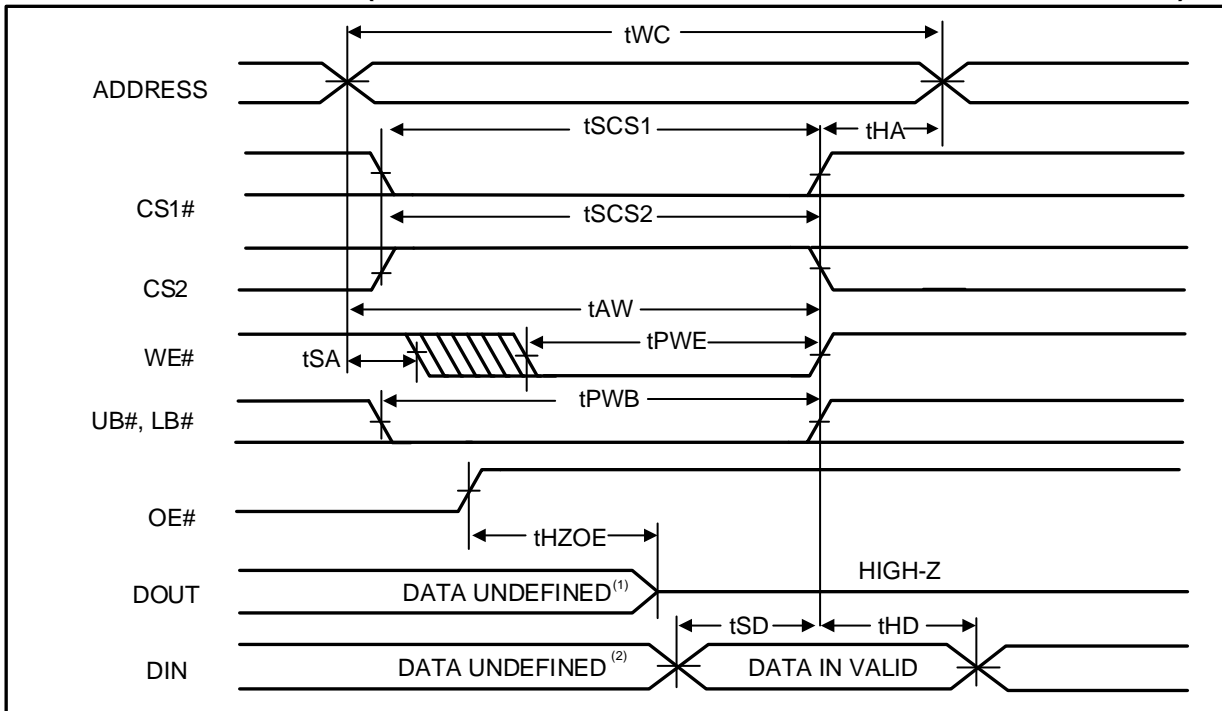 tWC
ADDRESS
tSCS1
tHA
CS1#
tSCS2
CS2
tAW
WE#
tSA
tPWE
UB#, LB#
tPWB
OE#
tHZOE
DOUT
DATA UNDEFINED(1)
HIGH-Z
tSD
tHD
DIN
DATA UNDEFINED (2)
DATA IN VALID